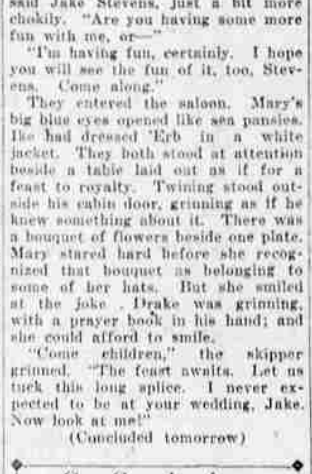 said Jake Stevens, just a bit more
chokily. "Are you having some more
fun with me, or—"
"I'm having fun, certainly. I hope
you will see the fun of it, too, Stev-
ens. Come along."
They entered the saloon. Mary's
big blue eyes opened like sea pansies.
Ike had dressed 'Erb in a white
jacket. They both stood at attention
beside a table laid out as if for a
feast to royalty. Twining stood out-
side his cabin door, grinning as if he
knew something about it. There was
a bouquet of flowers beside one plate.
Mary stared hard before she recog-
nized that bouquet as belonging to
some of her hats. But she smiled
at the joke. Drake was grinning,
with a prayer book in his hand; and
she could afford to smile.
"Come children," the skipper
grinned. "The feast awaits. Let us
tuck this long splice. I never ex-
pected to be at your wedding, Jake.
Now look at me!"
(Concluded tomorrow)